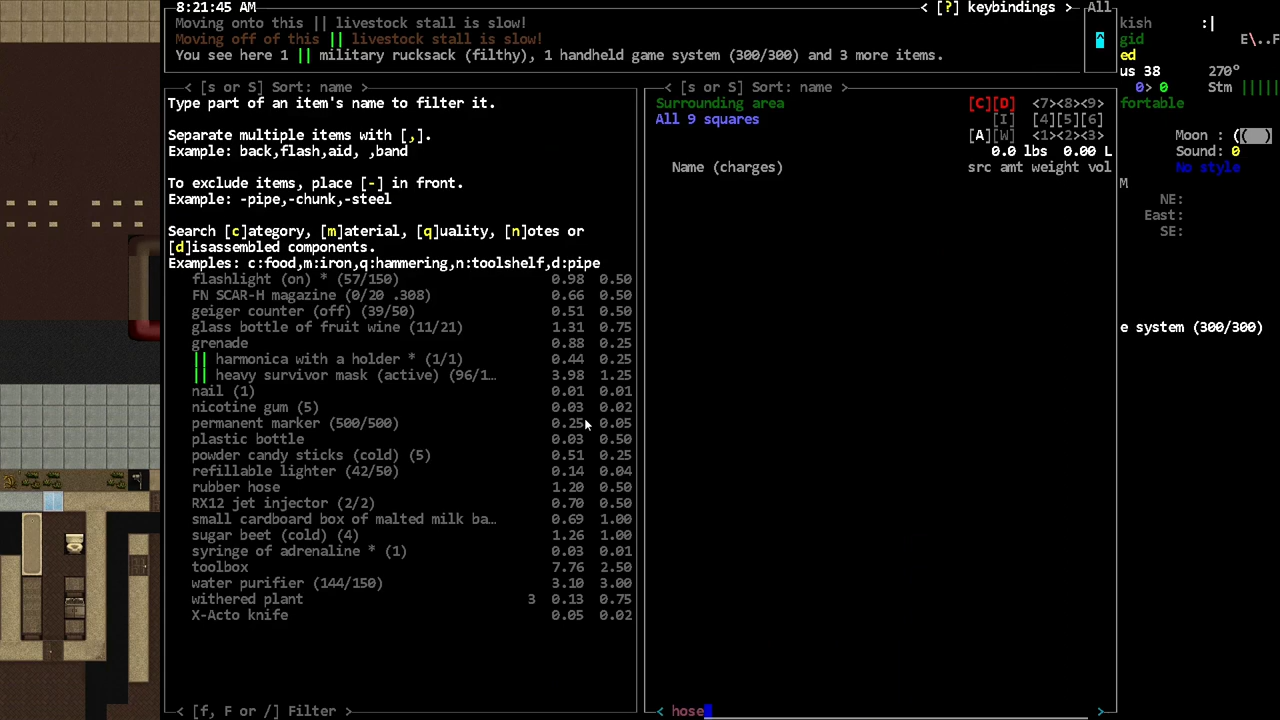 8:21:45 AM
< [?] keybindings >
All
Moving onto this || livestock stall is slow!
Moving off of this || livestock stall is slow!
You see here 1 || military rucksack (filthy), 1 handheld game system (300/300) and 3 more items.
kish :|
gid E\..F
ed
us 38 270°
0> 0 Stm |||||
fortable
Moon : ( )
Sound: 0
No style
M
NE:
East:
SE:
e system (300/300)
< [s or S] Sort: name >
Type part of an item's name to filter it.
Separate multiple items with [,].
Example: back,flash,aid, ,band
To exclude items, place [-] in front.
Example: -pipe,-chunk,-steel
Search [c]ategory, [m]aterial, [q]uality, [n]otes or
[d]isassembled components.
Examples: c:food,m:iron,q:hammering,n:toolshelf,d:pipe
flashlight (on) * (57/150) 0.98 0.50
FN SCAR-H magazine (0/20 .308) 0.66 0.50
geiger counter (off) (39/50) 0.51 0.50
glass bottle of fruit wine (11/21) 1.31 0.75
grenade 0.88 0.25
|| harmonica with a holder * (1/1) 0.44 0.25
|| heavy survivor mask (active) (96/1… 3.98 1.25
nail (1) 0.01 0.01
nicotine gum (5) 0.03 0.02
permanent marker (500/500) 0.25 0.05
plastic bottle 0.03 0.50
powder candy sticks (cold) (5) 0.51 0.25
refillable lighter (42/50) 0.14 0.04
rubber hose 1.20 0.50
RX12 jet injector (2/2) 0.70 0.50
small cardboard box of malted milk ba… 0.69 1.00
sugar beet (cold) (4) 1.26 1.00
syringe of adrenaline * (1) 0.03 0.01
toolbox 7.76 2.50
water purifier (144/150) 3.10 3.00
withered plant 3 0.13 0.75
X-Acto knife 0.05 0.02
< [f, F or /] Filter >
< [s or S] Sort: name >
Surrounding area [C][D] <7><8><9>
All 9 squares [I] [4][5][6]
[A][W] <1><2><3>
0.0 lbs 0.00 L
Name (charges) src amt weight vol
< hose >